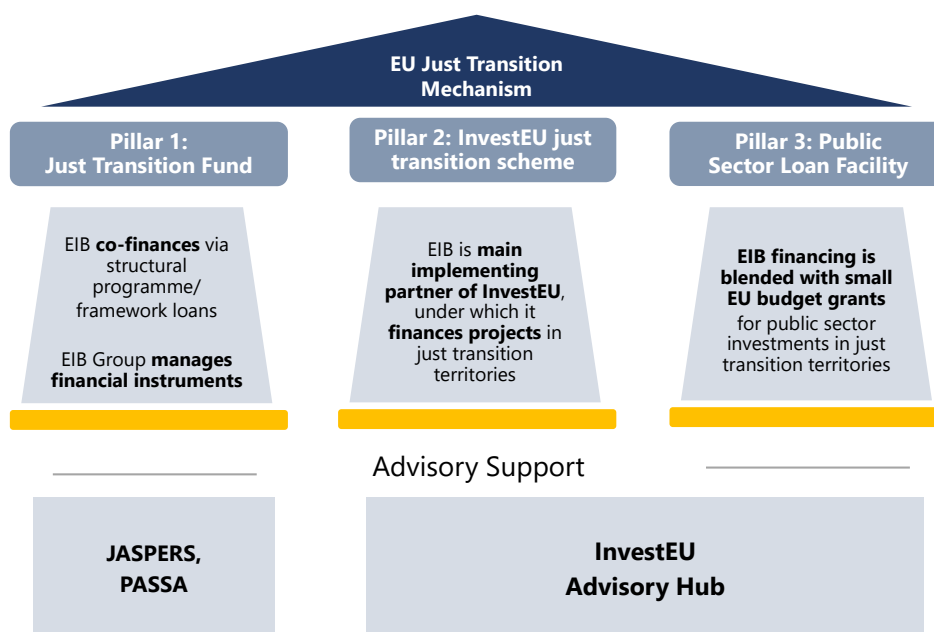 EU Just Transition
Mechanism
Pillar 1:
Just Transition Fund
Pillar 2: InvestEU just
transition scheme
Pillar 3: Public
Sector Loan Facility
EIB co-finances via
structural
programme/
framework loans
EIB Group manages
financial instruments
EIB is main
implementing
partner of InvestEU,
under which it
finances projects in
just transition
territories
EIB financing is
blended with small
EU budget grants
for public sector
investments in just
transition territories
Advisory Support
JASPERS,
PASSA
InvestEU
Advisory Hub